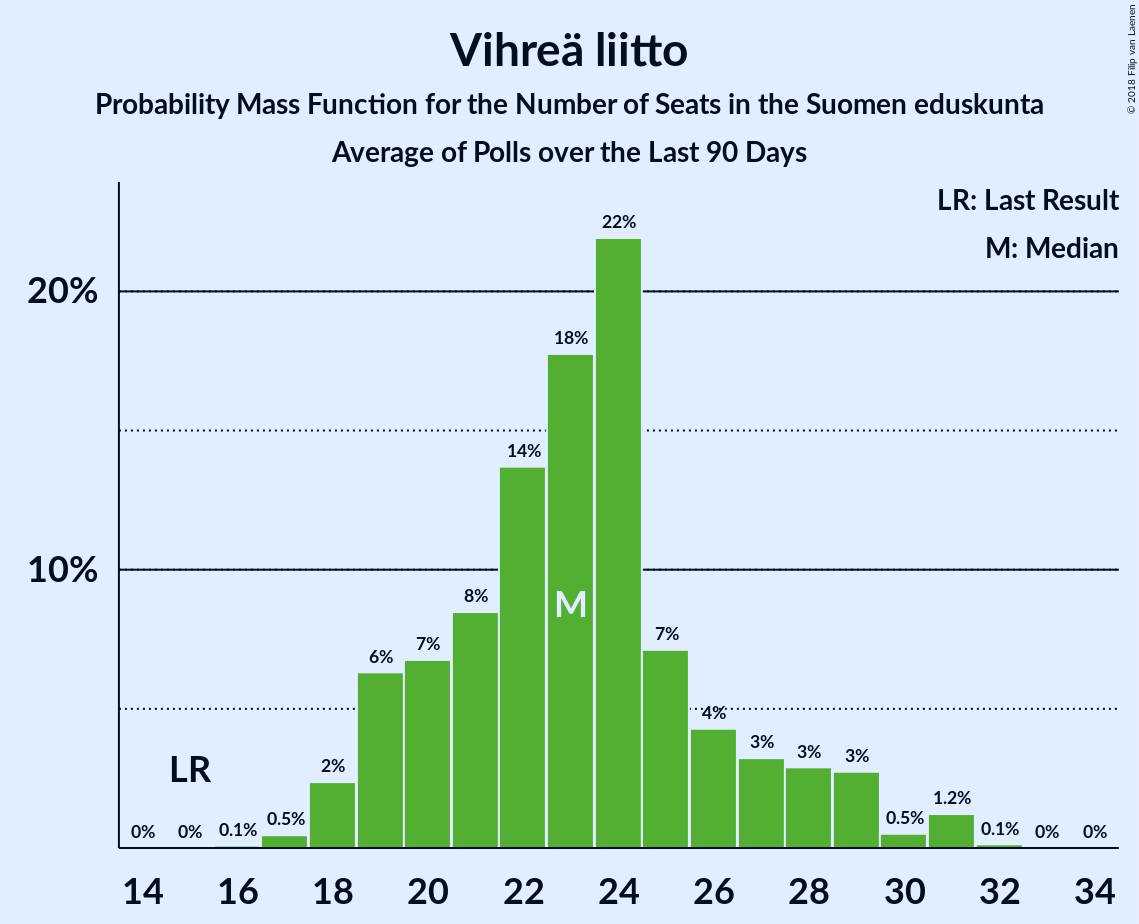 Vihreä liitto
Probability Mass Function for the Number of Seats in the Suomen eduskunta
Average of Polls over the Last 90 Days
© 2018 Filip van Laenen
LR: Last Result
M: Median
20%
10%
0%
0%
0.1%
0.5%
2%
6%
7%
8%
14%
18%
22%
7%
4%
3%
3%
3%
0.5%
1.2%
0.1%
0%
0%
LR
M
14 16 18 20 22 24 26 28 30 32 34